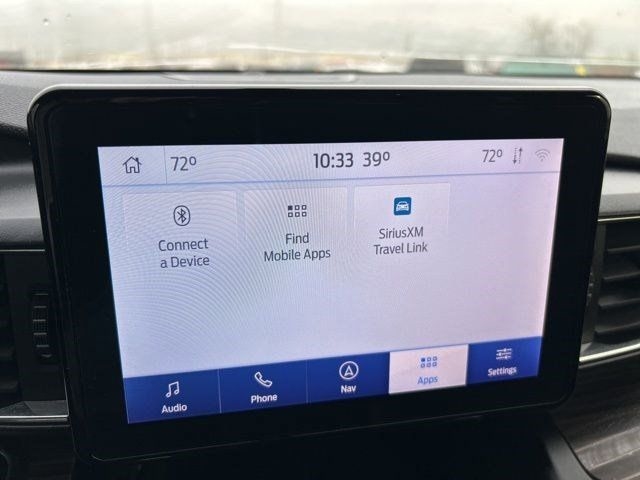 72° 10:33 39° 72°
Connect
a Device
Find
Mobile Apps
SiriusXM
Travel Link
Audio
Phone
Nav
Apps
Settings